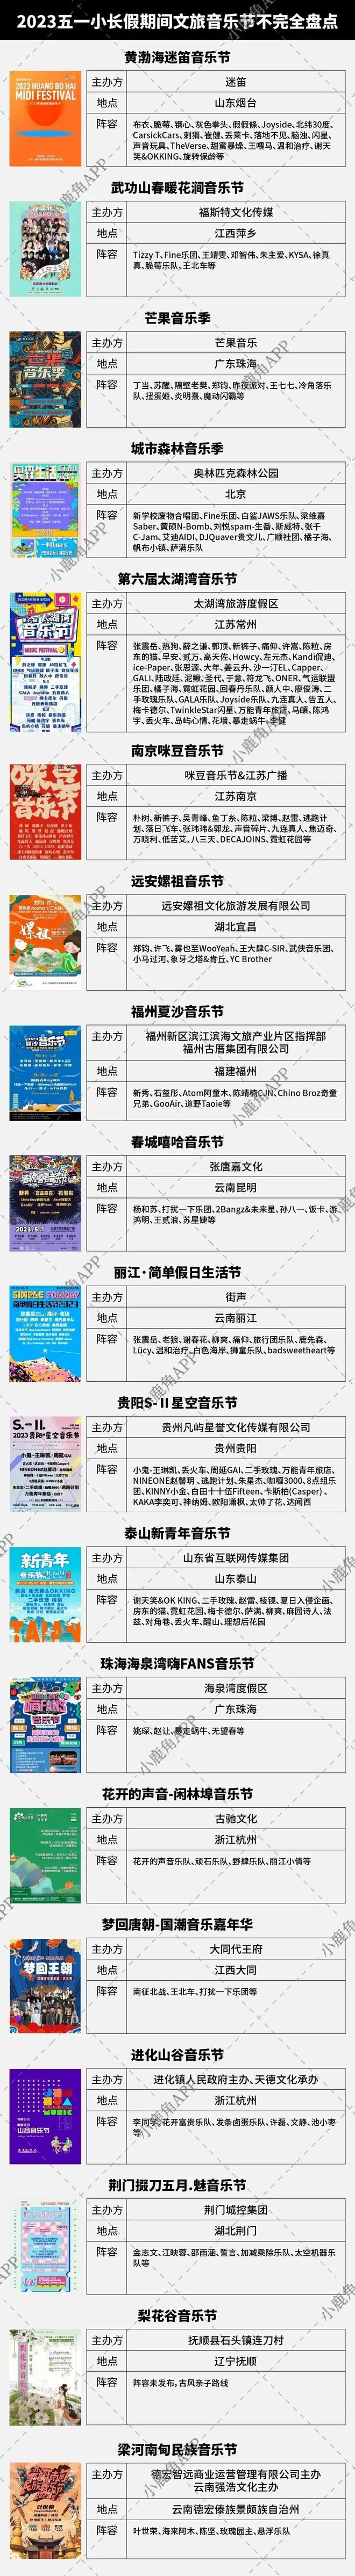 2023五一小长假期间文旅音乐节不完全盘点
黄渤海迷笛音乐节
主办方
迷笛
地点
山东烟台
阵容
布衣、脆莓、钢心、灰色拳头、假假條、Joyside、北纬30度、
CarsickCars、刺猬、崔健、丢莱卡、落地不见、脑浊、闪星、
声音玩具、TheVerse、甜蜜暴燥、王喂马、温和治疗、谢天
笑&OKKING、旋转保龄等
武功山春暖花涧音乐节
主办方
福斯特文化传媒
地点
江西萍乡
阵容
Tizzy T、Fine乐团、王靖雯、邓智伟、朱主爱、KYSA、徐真
真、脆莓乐队、王北车等
芒果音乐季
主办方
芒果音乐
地点
广东珠海
阵容
丁当、苏醒、隔壁老樊、郑钧、昨夜派对、王七七、冷角落乐
队、扭蛋姬、炎明熹、魔动闪霸等
城市森林音乐季
主办方
奥林匹克森林公园
地点
北京
阵容
新学校废物合唱团、Fine乐团、白鲨JAWS乐队、梁维嘉
Saber、黄硕N-Bomb、刘悦spam-生番、斯威特、张千
C-Jam、艾迪AIDI、DJQuaver贵文儿、广顺社团、橘子海、
帆布小镇、萨满乐队
第六届太湖湾音乐节
主办方
太湖湾旅游度假区
地点
江苏常州
阵容
张震岳、热狗、薛之谦、郭顶、新裤子、痛仰、许嵩、陈粒、房
东的猫、早安、贰万、高天佐、Howcy、左元杰、Kandi倪迪、
ice-Paper、张思源、大年、姜云升、沙一汀EL、Capper、
GALI、陆政廷、泥鳅、圣代、于意、符龙飞、ONER、气运联盟
乐团、橘子海、霓虹花园、回春丹乐队、颜人中、廖俊涛、二
手玫瑰乐队、GALA乐队、Joyside乐队、九连真人、告五人、
梅卡德尔、TwinkleStar闪星、万能青年旅店、马頔、陈鸿
宇、丢火车、岛屿心情、花墙、暴走蜗牛、李健
南京咪豆音乐节
主办方
咪豆音乐节&江苏广播
地点
江苏南京
阵容
朴树、新裤子、吴青峰、鱼丁糸、陈粒、梁博、赵雷、逃跑计
划、落日飞车、张玮玮&郭龙、声音碎片、九连真人、焦迈奇、
万晓利、低苦艾、八三夭、DECAJOINS、霓虹花园等
远安嫘祖音乐节
主办方
远安嫘祖文化旅游发展有限公司
地点
湖北宜昌
阵容
郑钧、许飞、雾也至WooYeah、王大肆C-SIR、武侠音乐团、
小马过河、象牙之塔&肯丘、YC Brother
福州夏沙音乐节
主办方
福州新区滨江滨海文旅产业片区指挥部
福州古厝集团有限公司
地点
福建福州
阵容
新秀、石玺彤、Atom阿童木、陈靖楠CJN、Chino Broz奇童
兄弟、GooAir、道野Taoie等
春城嘻哈音乐节
主办方
张唐嘉文化
地点
云南昆明
阵容
杨和苏、打扰一下乐团、2Bangz&未来星、孙八一、饭卡、游
鸿明、王贰浪、苏星婕等
丽江·简单假日生活节
主办方
街声
地点
云南丽江
阵容
张震岳、老狼、谢春花、柳爽、痛仰、旅行团乐队、鹿先森、
Lücy、温和治疗、白色海岸、狮童乐队、badsweetheart等
贵阳S-Ⅱ星空音乐节
主办方
贵州凡屿星誉文化传媒有限公司
地点
贵州贵阳
阵容
小鬼-王琳凯、丢火车、周延GAI、二手玫瑰、万能青年旅店、
NINEONE赵馨玥、逃跑计划、朱星杰、咖喱3000、8点组乐
团、KINNY小金、白田十十伍Fifteen、卡斯柏(Casper)、
KAKA李奕可、神纳姆、欧阳潇枫、太帅了花、达闻西
泰山新青年音乐节
主办方
山东省互联网传媒集团
地点
山东泰山
阵容
谢天笑&OK KING、二手玫瑰、赵雷、棱镜、夏日入侵企画、
房东的猫、霓虹花园、梅卡德尔、萨满、柳爽、麻园诗人、法
兹、对角巷、丢火车、醒山、理想后花园
珠海海泉湾嗨FANS音乐节
主办方
海泉湾度假区
地点
广东珠海
阵容
姚琛、赵让、暴走蜗牛、无望春等
花开的声音-闲林埠音乐节
主办方
古驰文化
地点
浙江杭州
阵容
花开的声音乐队、顽石乐队、野肆乐队、丽江小倩等
梦回唐朝-国潮音乐嘉年华
主办方
大同代王府
地点
江西大同
阵容
南征北战、王北车、打扰一下乐团等
进化山谷音乐节
主办方
进化镇人民政府主办、天德文化承办
地点
浙江杭州
阵容
李同学、花开富贵乐队、发条卤蛋乐队、许磊、文静、池小枣
等
荆门掇刀五月.魅音乐节
主办方
荆门城控集团
地点
湖北荆门
阵容
金志文、江映蓉、邵雨涵、誓言、加减乘除乐队、太空机器乐
队等
梨花谷音乐节
主办方
抚顺县石头镇连刀村
地点
辽宁抚顺
阵容
阵容未发布，古风亲子路线
梁河南甸民族音乐节
主办方
德宏智远商业运营管理有限公司主办
云南强浩文化主办
地点
云南德宏傣族景颇族自治州
阵容
叶世荣、海来阿木、陈坚、玫瑰园主、悬浮乐队
小鹿角APP